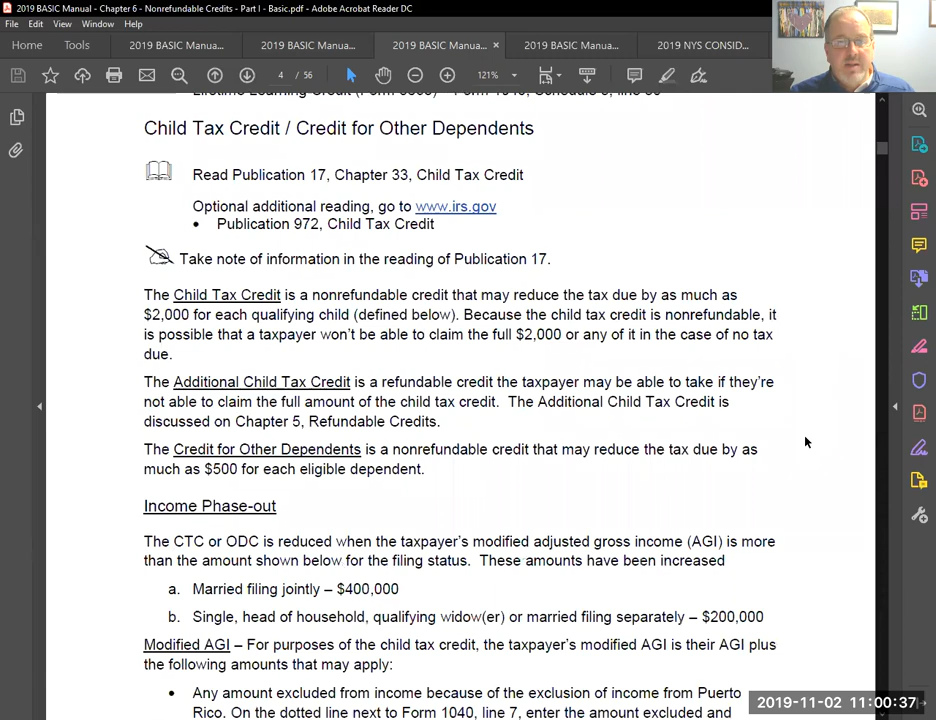 2019 BASIC Manual - Chapter 6 - Nonrefundable Credits - Part I - Basic.pdf - Adobe Acrobat Reader DC
File Edit View Window Help
Home Tools 2019 BASIC Manua... 2019 BASIC Manua... 2019 BASIC Manua... × 2019 BASIC Manua... 2019 NYS CONSID...
4 / 56 121%
Child Tax Credit / Credit for Other Dependents
Read Publication 17, Chapter 33, Child Tax Credit
Optional additional reading, go to www.irs.gov
• Publication 972, Child Tax Credit
Take note of information in the reading of Publication 17.
The Child Tax Credit is a nonrefundable credit that may reduce the tax due by as much as
$2,000 for each qualifying child (defined below). Because the child tax credit is nonrefundable, it
is possible that a taxpayer won't be able to claim the full $2,000 or any of it in the case of no tax
due.
The Additional Child Tax Credit is a refundable credit the taxpayer may be able to take if they're
not able to claim the full amount of the child tax credit. The Additional Child Tax Credit is
discussed on Chapter 5, Refundable Credits.
The Credit for Other Dependents is a nonrefundable credit that may reduce the tax due by as
much as $500 for each eligible dependent.
Income Phase-out
The CTC or ODC is reduced when the taxpayer's modified adjusted gross income (AGI) is more
than the amount shown below for the filing status. These amounts have been increased
a. Married filing jointly – $400,000
b. Single, head of household, qualifying widow(er) or married filing separately – $200,000
Modified AGI – For purposes of the child tax credit, the taxpayer's modified AGI is their AGI plus
the following amounts that may apply:
• Any amount excluded from income because of the exclusion of income from Puerto
Rico. On the dotted line next to Form 1040, line 7, enter the amount excluded and
2019-11-02 11:00:37